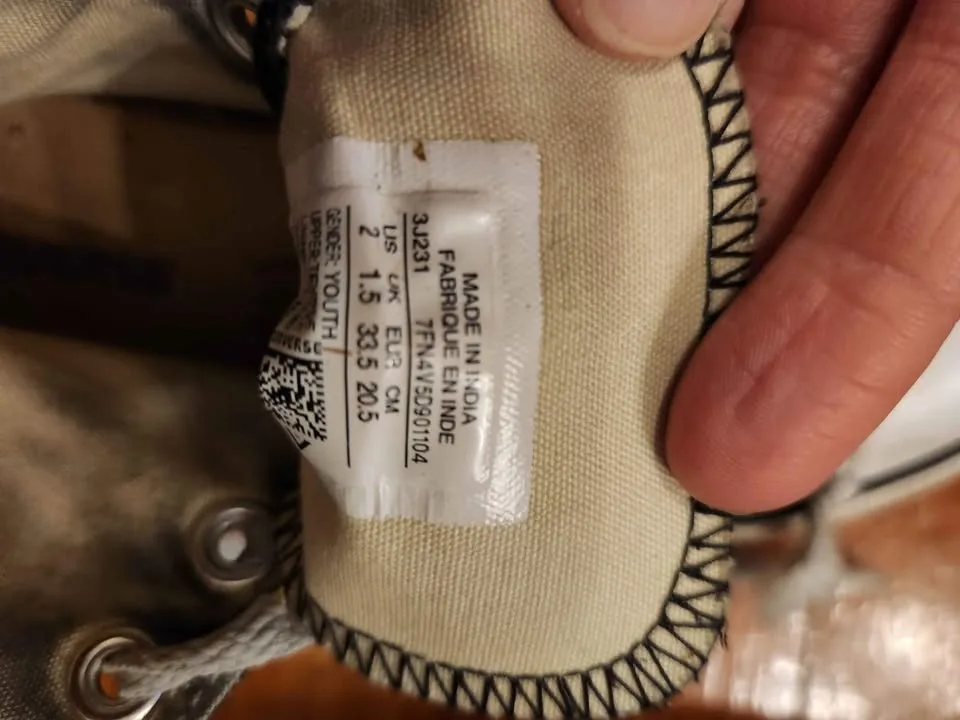 MADE IN INDIA
FABRIQUE EN INDE
3J231 7FN4V5D901104
US UK EUR CM
2 1.5 33.5 20.5
GENDER: YOUTH
UPPER: